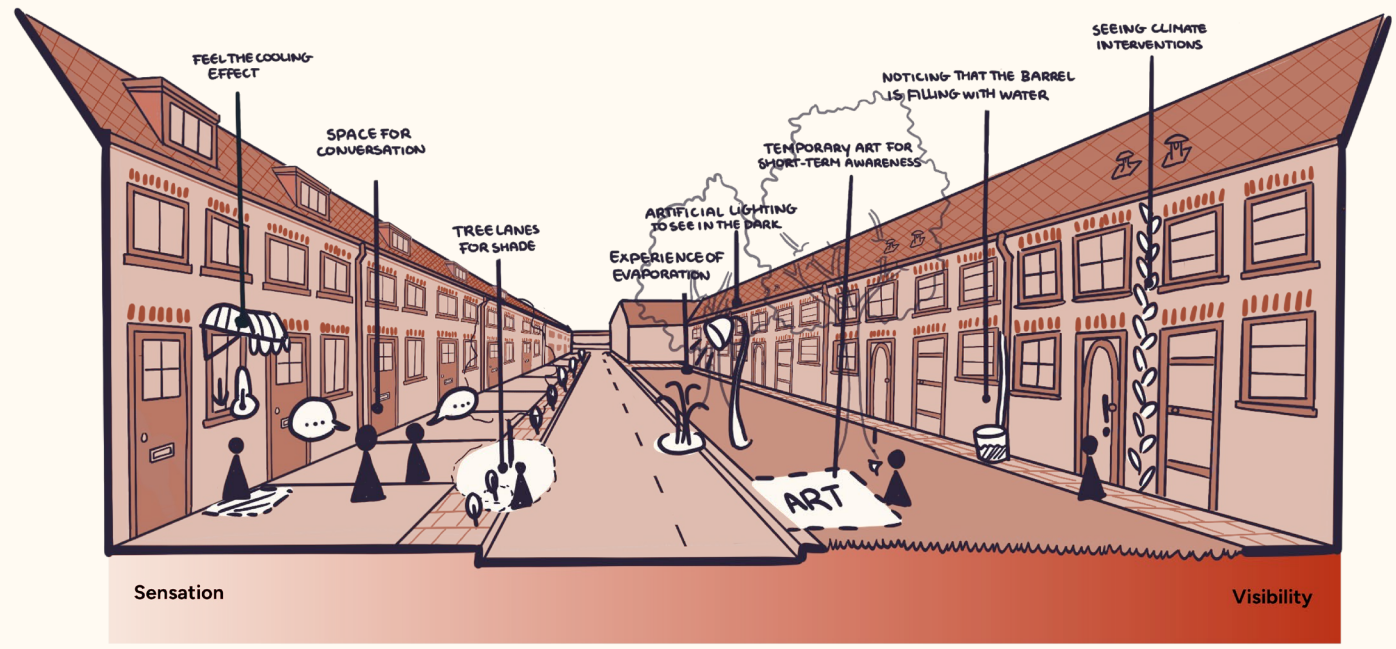 FEEL THE COOLING
EFFECT
SPACE FOR
CONVERSATION
TREE LANES
FOR SHADE
EXPERIENCE OF
EVAPORATION
ARTIFICIAL LIGHTING
TO SEE IN THE DARK
TEMPORARY ART FOR
SHORT-TERM AWARENESS
NOTICING THAT THE BARREL
IS FILLING WITH WATER
SEEING CLIMATE
INTERVENTIONS
ART
Sensation
Visibility